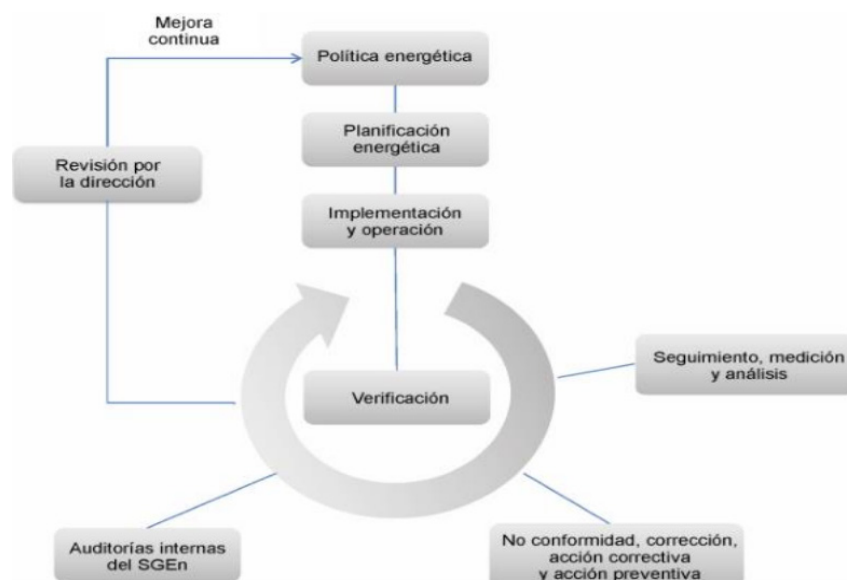 Mejora
continua
Política energética
Planificación
energética
Revisión por
la dirección
Implementación
y operación
Seguimiento, medición
y análisis
Verificación
Auditorías internas
del SGEn
No conformidad, corrección,
acción correctiva
y acción preventiva